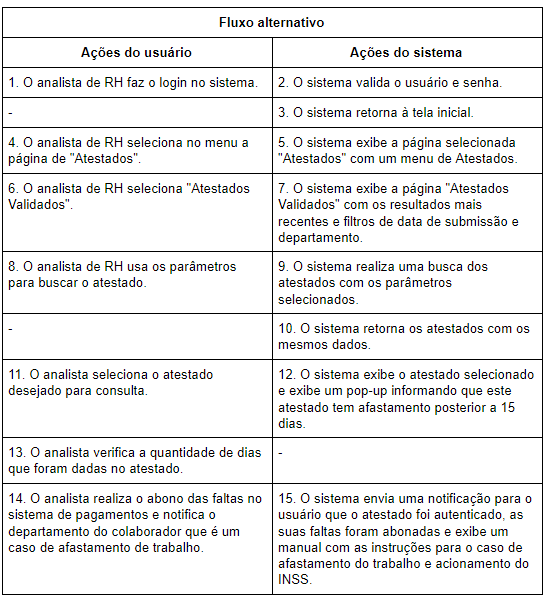 Fluxo alternativo
Ações do usuário
Ações do sistema
1. O analista de RH faz o login no sistema.
2. O sistema valida o usuário e senha.
-
3. O sistema retorna à tela inicial.
4. O analista de RH seleciona no menu a
página de "Atestados".
5. O sistema exibe a página selecionada
"Atestados" com um menu de Atestados.
6. O analista de RH seleciona "Atestados
Validados".
7. O sistema exibe a página "Atestados
Validados" com os resultados mais
recentes e filtros de data de submissão e
departamento.
8. O analista de RH usa os parâmetros
para buscar o atestado.
9. O sistema realiza uma busca dos
atestados com os parâmetros
selecionados.
-
10. O sistema retorna os atestados com os
mesmos dados.
11. O analista seleciona o atestado
desejado para consulta.
12. O sistema exibe o atestado selecionado
e exibe um pop-up informando que este
atestado tem afastamento posterior a 15
dias.
13. O analista verifica a quantidade de dias
que foram dadas no atestado.
-
14. O analista realiza o abono das faltas no
sistema de pagamentos e notifica o
departamento do colaborador que é um
caso de afastamento de trabalho.
15. O sistema envia uma notificação para o
usuário que o atestado foi autenticado, as
suas faltas foram abonadas e exibe um
manual com as instruções para o caso de
afastamento do trabalho e acionamento do
INSS.